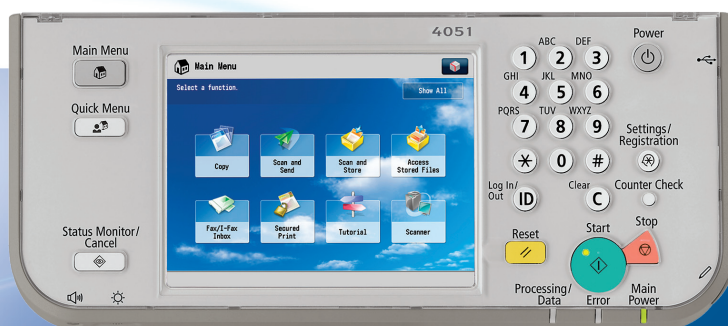 4051
Main Menu
Quick Menu
Status Monitor/
Cancel
Main Menu
Select a function.
Show All
Copy
Scan and
Send
Scan and
Store
Access
Stored Files
Fax/I-Fax
Inbox
Secured
Print
Tutorial
Scanner
Power
ABC DEF
1 2 3
GHI JKL MNO
4 5 6
PQRS TUV WXYZ
7 8 9
* 0 #
Settings/
Registration
Log In/
Out
ID
Clear
C
Counter Check
Reset
Start
Stop
Processing/
Data
Error
Main
Power